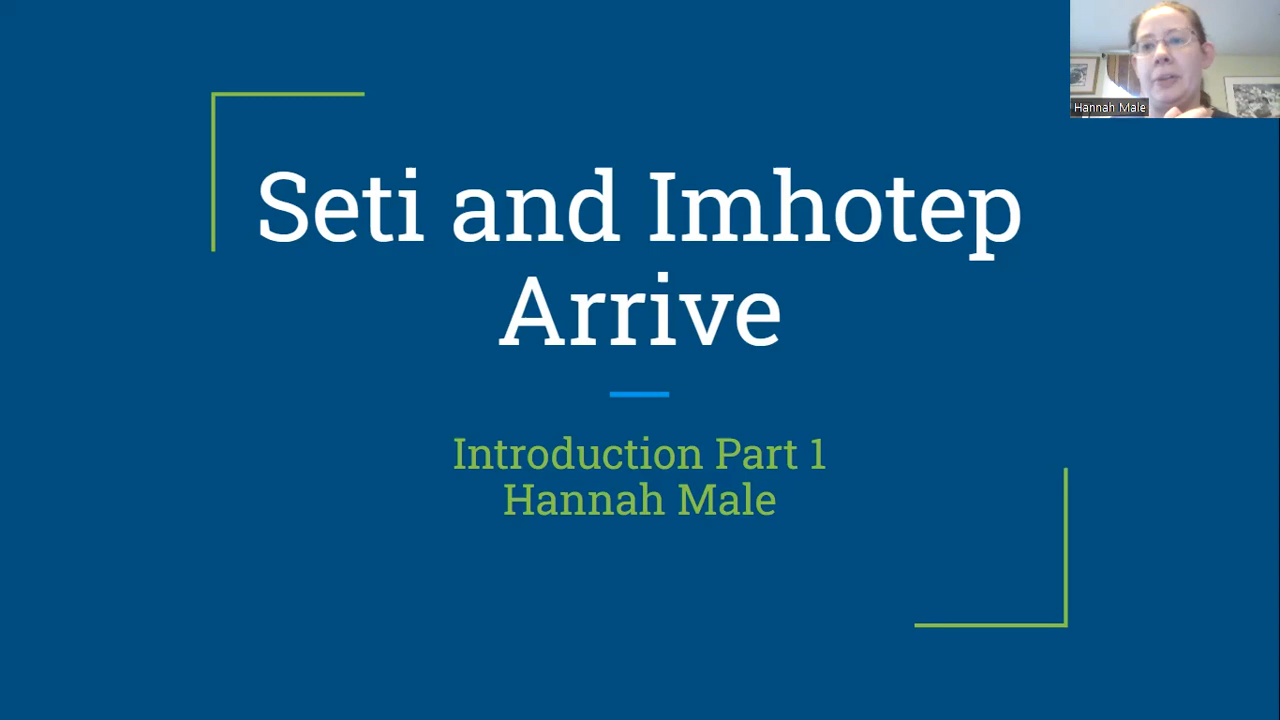 Hannah Male
Seti and Imhotep
Arrive
Introduction Part 1
Hannah Male